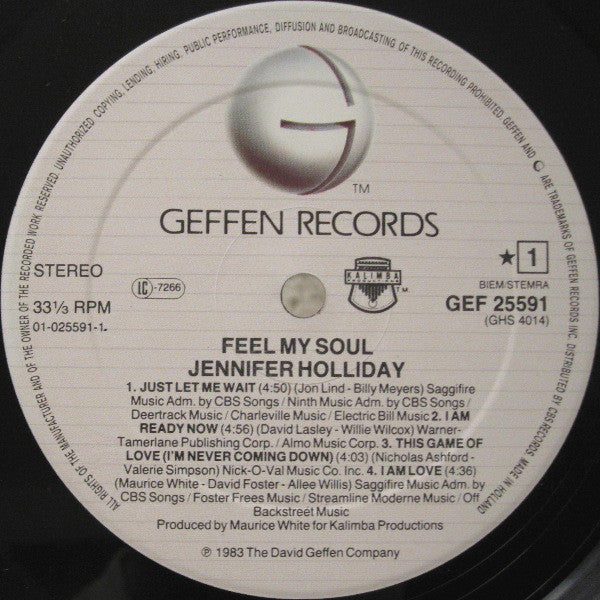 ALL RIGHTS OF THE MANUFACTURER AND OF THE OWNER OF THE RECORDED WORK RESERVED. UNAUTHORIZED COPYING, LENDING, HIRING, PUBLIC PERFORMANCE, DIFFUSION AND BROADCASTING OF THIS RECORDING PROHIBITED. GEFFEN AND G ARE TRADEMARKS OF GEFFEN RECORDS INC. DISTRIBUTED BY CBS RECORDS. MADE IN HOLLAND
G
TM
GEFFEN RECORDS
STEREO
33⅓ RPM
01-025591-1.
LC -7266
KALIMBA
PRODUCTIONS
TM.
★ 1
BIEM/STEMRA
GEF 25591
(GHS 4014)
FEEL MY SOUL
JENNIFER HOLLIDAY
1. JUST LET ME WAIT (4:50) (Jon Lind - Billy Meyers) Saggifire
Music Adm. by CBS Songs / Ninth Music Adm. by CBS Songs /
Deertrack Music / Charleville Music / Electric Bill Music 2. I AM
READY NOW (4:56) (David Lasley - Willie Wilcox) Warner-
Tamerlane Publishing Corp. / Almo Music Corp. 3. THIS GAME OF
LOVE (I'M NEVER COMING DOWN) (4:03) (Nicholas Ashford -
Valerie Simpson) Nick-O-Val Music Co. Inc. 4. I AM LOVE (4:36)
(Maurice White - David Foster - Allee Willis) Saggifire Music Adm. by
CBS Songs / Foster Frees Music / Streamline Moderne Music / Off
Backstreet Music
Produced by Maurice White for Kalimba Productions
℗ 1983 The David Geffen Company